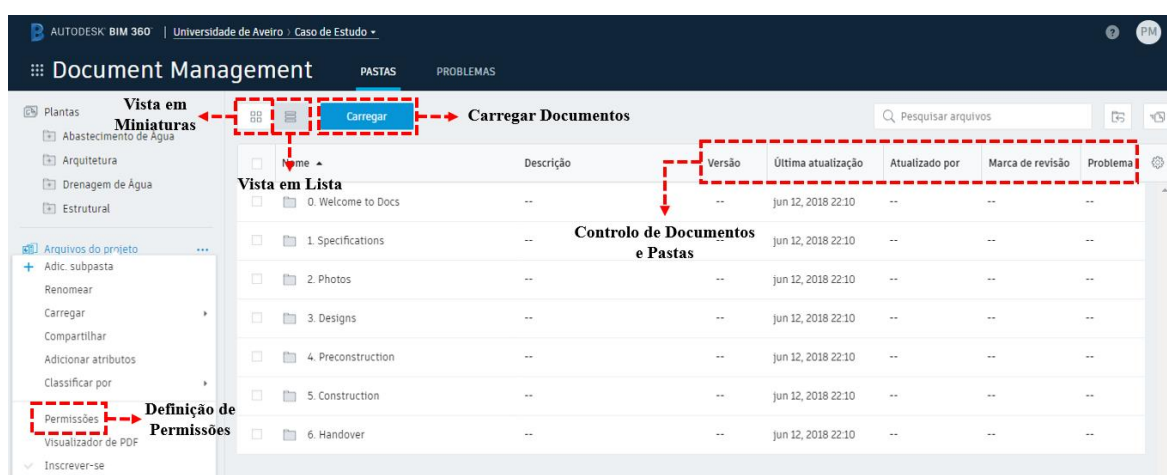 AUTODESK® BIM 360® | Universidade de Aveiro > Caso de Estudo
? PM
Document Management PASTAS PROBLEMAS
Plantas
Abastecimento de Água
Arquitetura
Drenagem de Água
Estrutural
Arquivos do projeto ...
+ Adic. subpasta
Renomear
Carregar
Compartilhar
Adicionar atributos
Classificar por
Permissões
Visualizador de PDF
Inscrever-se
Vista em
Miniaturas
Carregar
Carregar Documentos
Pesquisar arquivos
Nome Descrição Versão Última atualização Atualizado por Marca de revisão Problema
Vista em Lista
0. Welcome to Docs -- -- jun 12, 2018 22:10 -- -- --
Controlo de Documentos
e Pastas
1. Specifications -- -- jun 12, 2018 22:10 -- -- --
2. Photos -- -- jun 12, 2018 22:10 -- -- --
3. Designs -- -- jun 12, 2018 22:10 -- -- --
4. Preconstruction -- -- jun 12, 2018 22:10 -- -- --
5. Construction -- -- jun 12, 2018 22:10 -- -- --
Definição de
Permissões
6. Handover -- -- jun 12, 2018 22:10 -- -- --